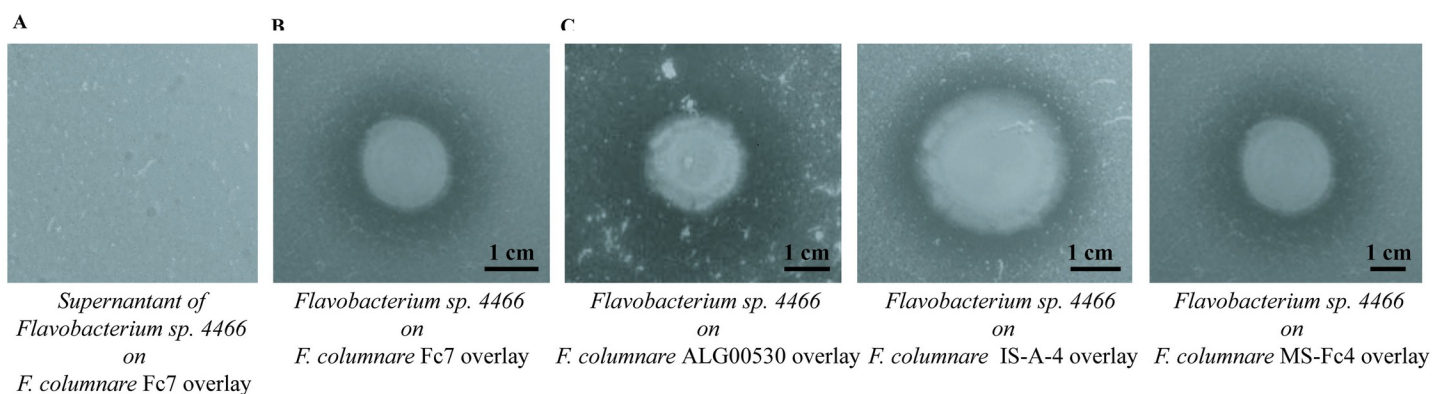 A
B
C
1 cm
1 cm
1 cm
1 cm
Supernantant of
Flavobacterium sp. 4466
on
F. columnare Fc7 overlay
Flavobacterium sp. 4466
on
F. columnare Fc7 overlay
Flavobacterium sp. 4466
on
F. columnare ALG00530 overlay
Flavobacterium sp. 4466
on
F. columnare IS-A-4 overlay
Flavobacterium sp. 4466
on
F. columnare MS-Fc4 overlay